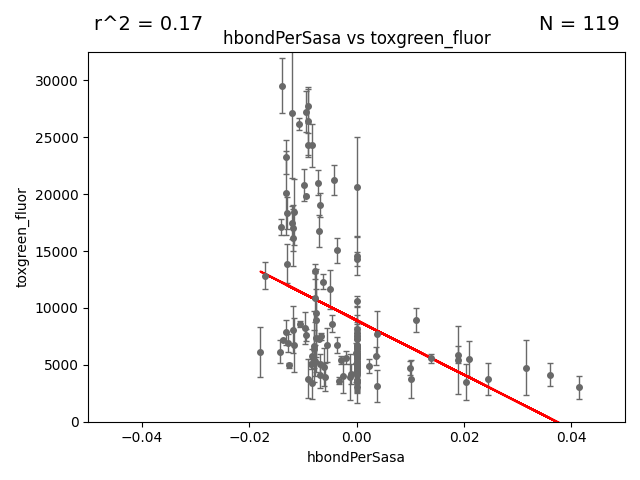 r^2 = 0.17
N = 119
hbondPerSasa vs toxgreen_fluor
30000
25000
20000
15000
10000
5000
0
toxgreen_fluor
−0.04
−0.02
0.00
0.02
0.04
hbondPerSasa